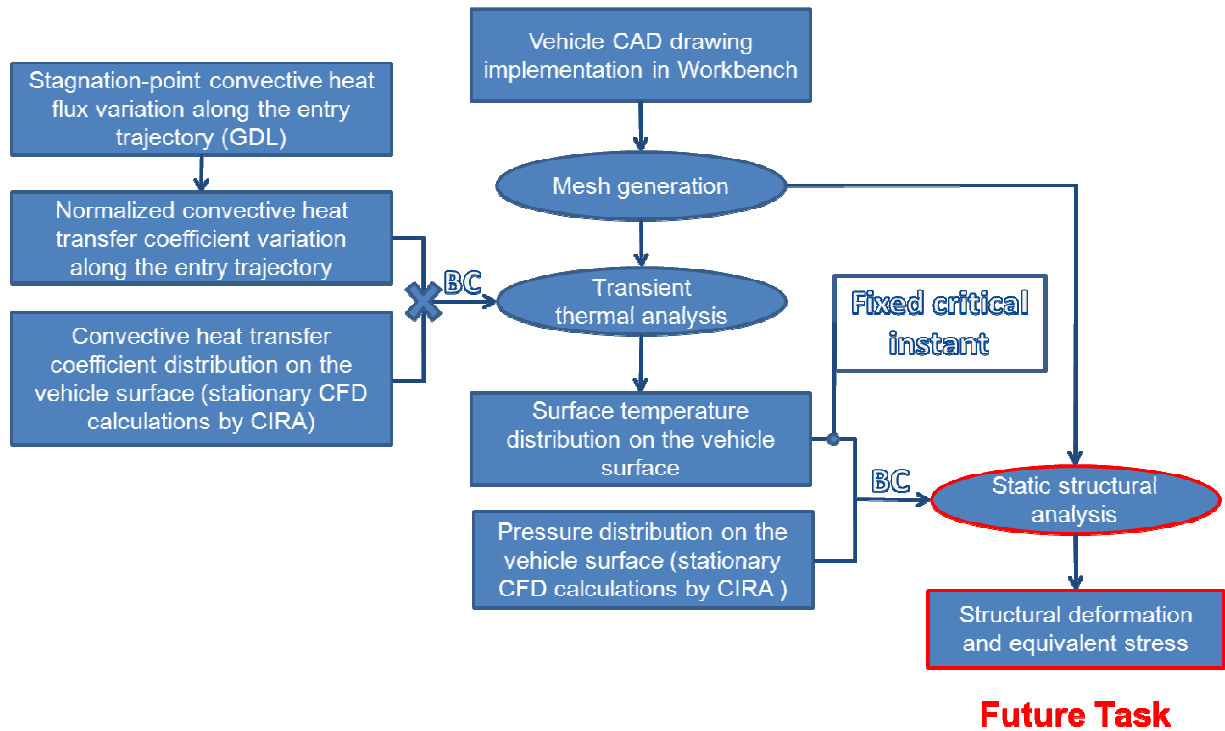 Vehicle CAD drawing
implementation in Workbench
Stagnation-point convective heat
flux variation along the entry
trajectory (GDL)
Mesh generation
Normalized convective heat
transfer coefficient variation
along the entry trajectory
BC
Transient
thermal analysis
Fixed critical
instant
Convective heat transfer
coefficient distribution on the
vehicle surface (stationary CFD
calculations by CIRA)
Surface temperature
distribution on the vehicle
surface
BC
Static structural
analysis
Pressure distribution on the
vehicle surface (stationary
CFD calculations by CIRA )
Structural deformation
and equivalent stress
Future Task